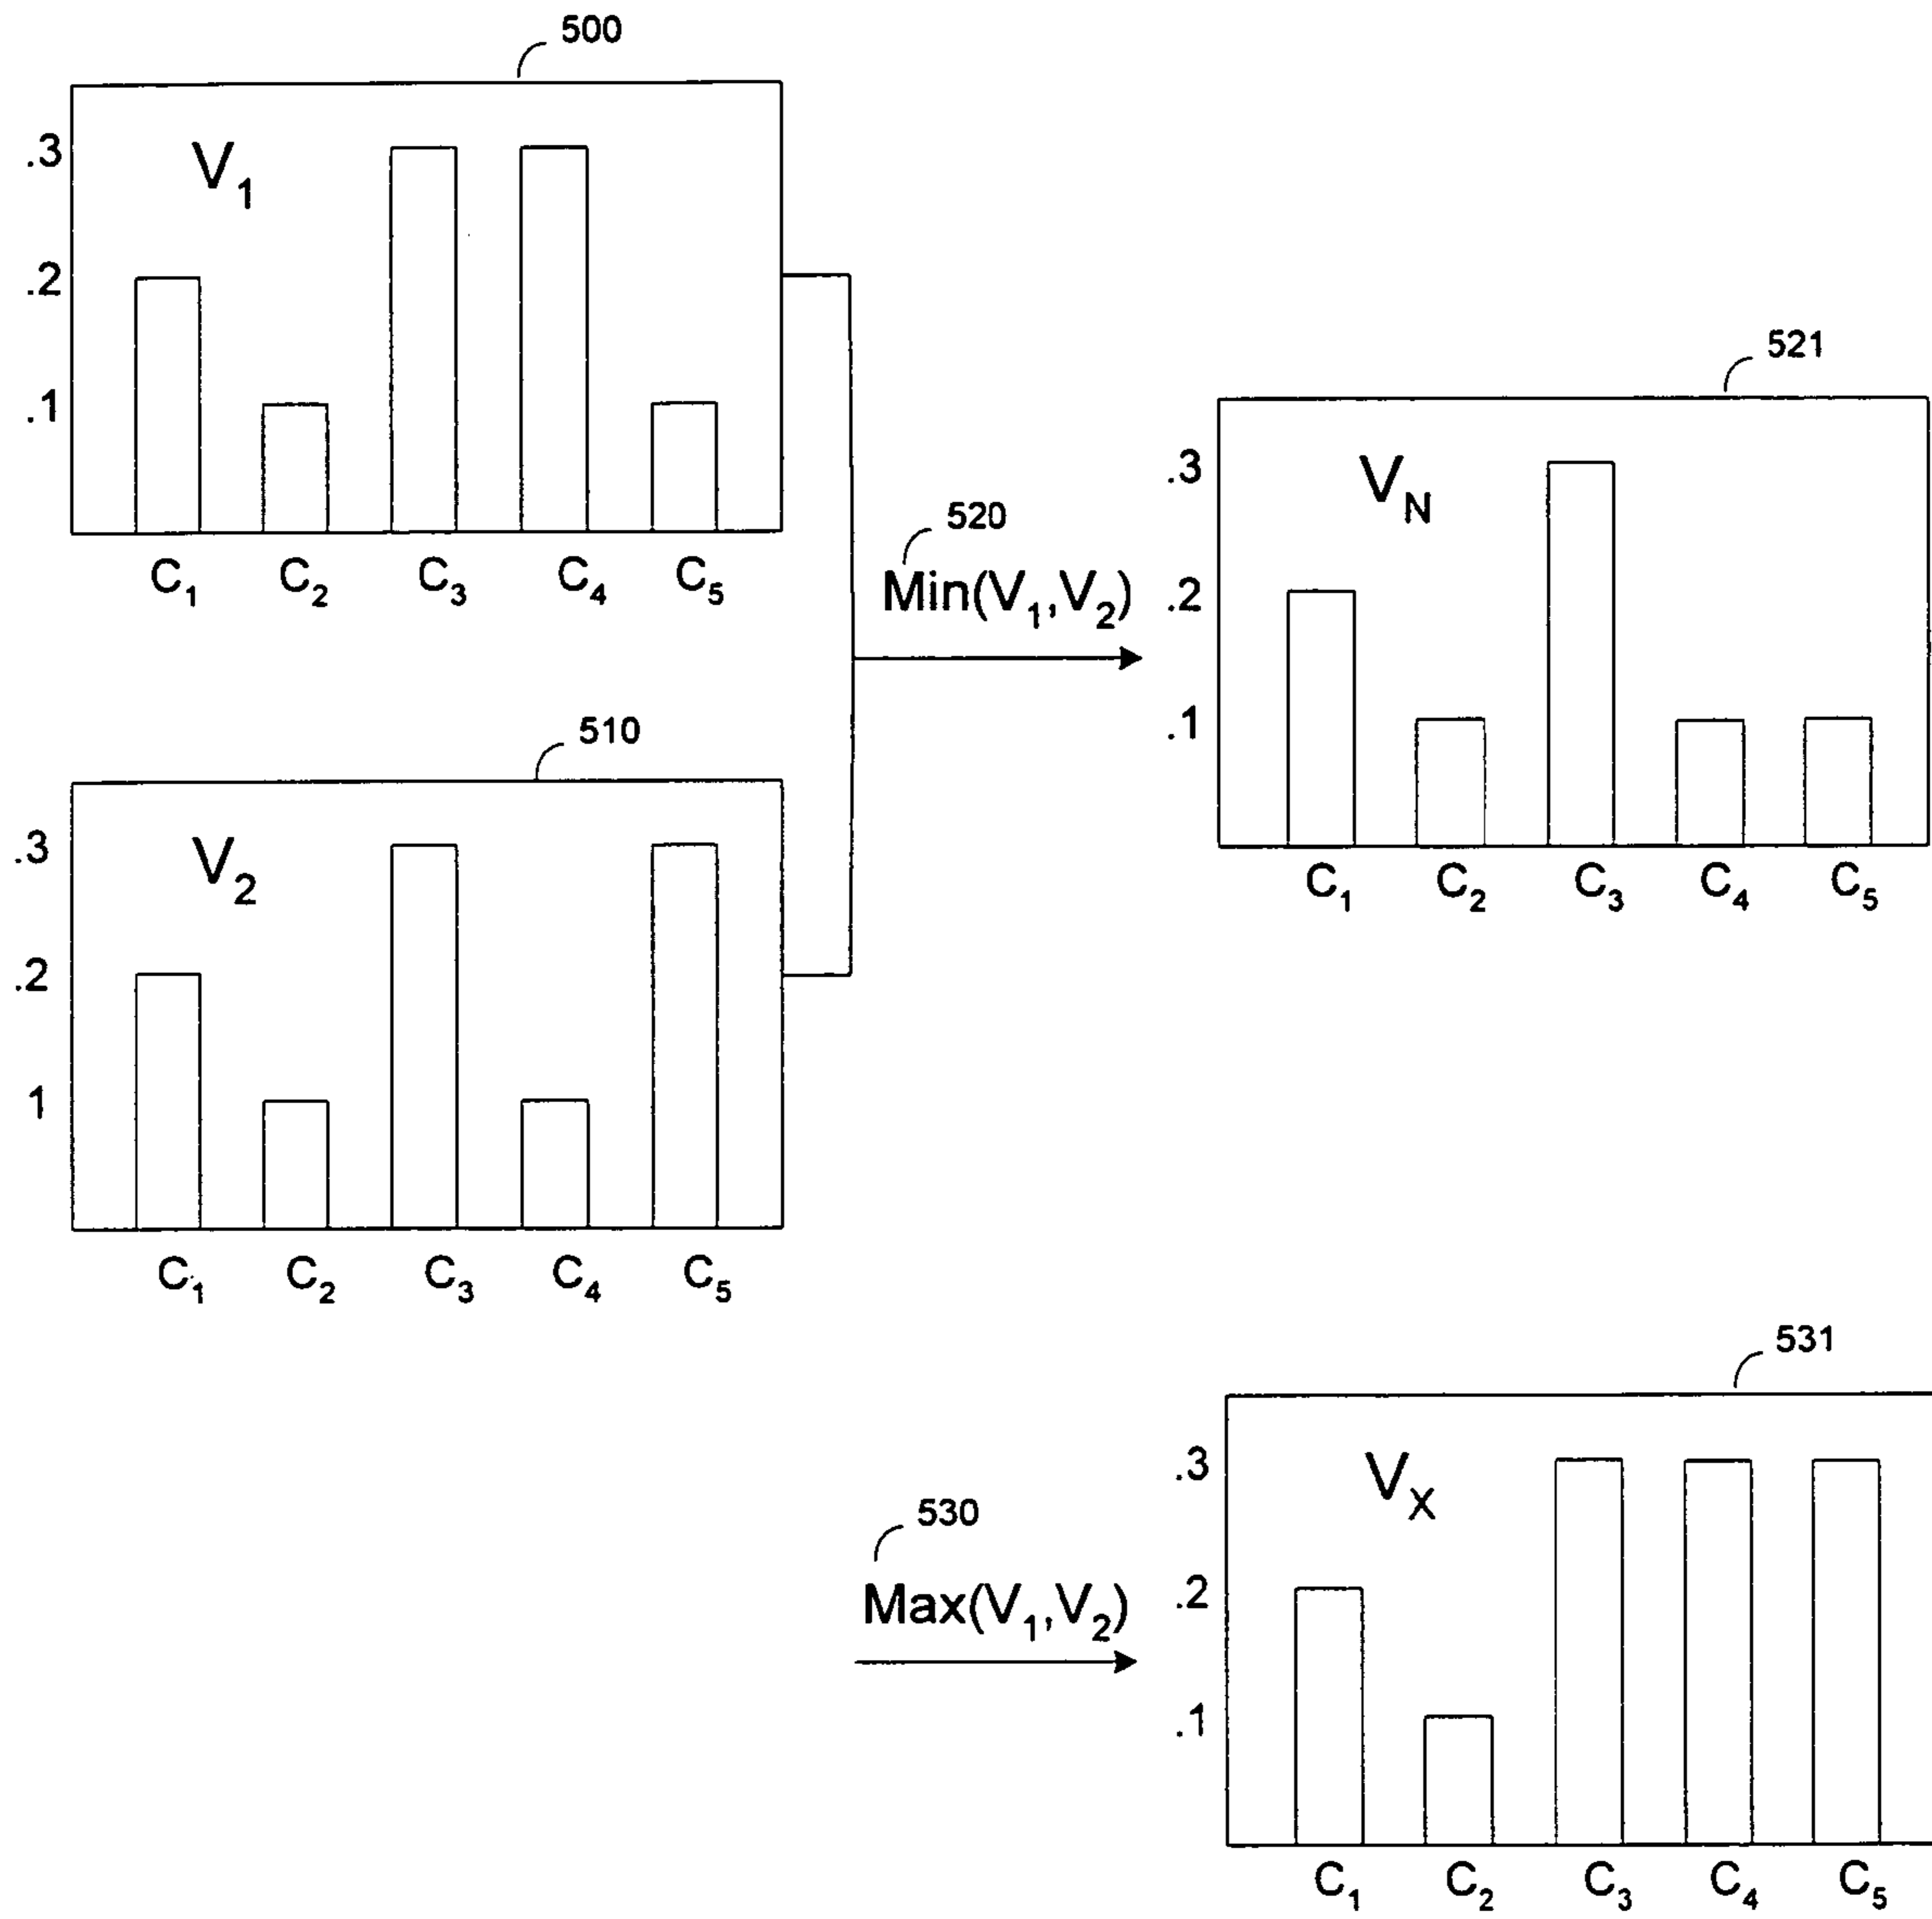 500
V1
.3
.2
.1
C1 C2 C3 C4 C5
510
V2
.3
.2
1
C1 C2 C3 C4 C5
520
Min(V1,V2)
521
VN
.3
.2
.1
C1 C2 C3 C4 C5
530
Max(V1,V2)
531
VX
.3
.2
.1
C1 C2 C3 C4 C5